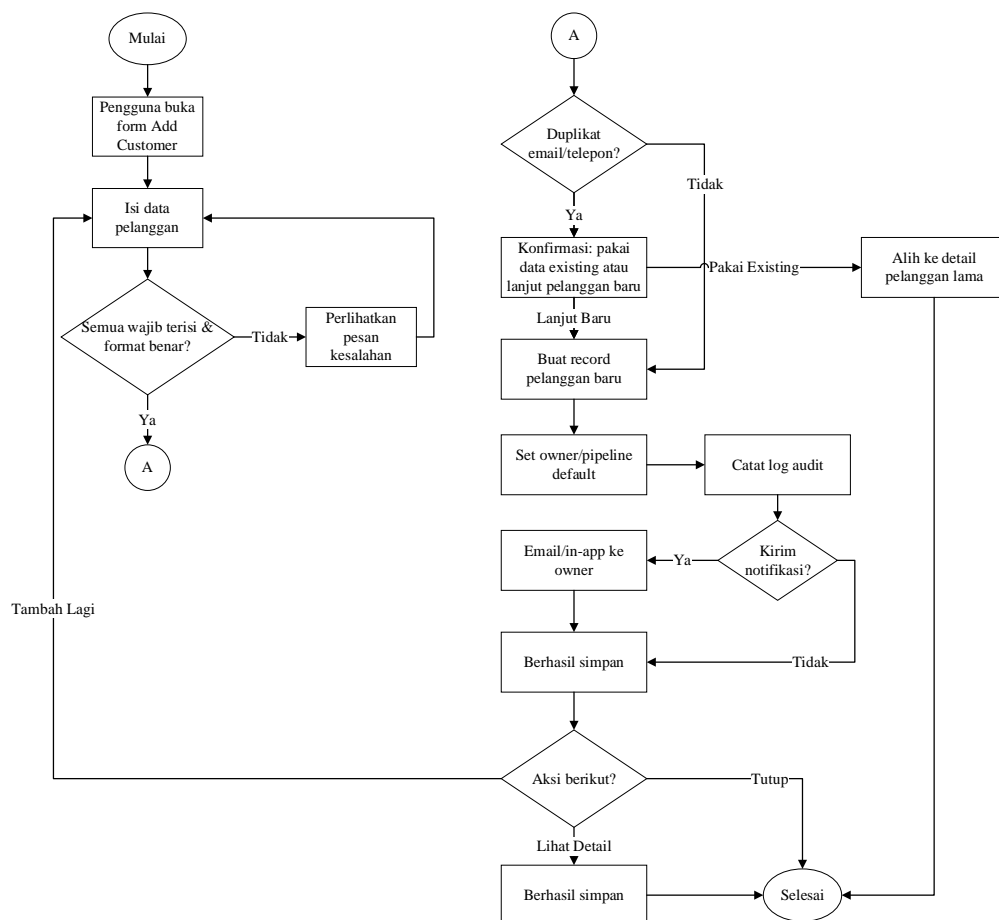 Mulai
Pengguna buka
form Add
Customer
Isi data
pelanggan
Semua wajib terisi &
format benar?
Tidak
Perlihatkan
pesan
kesalahan
Ya
A
A
Duplikat
email/telepon?
Tidak
Ya
Konfirmasi: pakai
data existing atau
lanjut pelanggan baru
Pakai Existing
Alih ke detail
pelanggan lama
Lanjut Baru
Buat record
pelanggan baru
Set owner/pipeline
default
Catat log audit
Kirim
notifikasi?
Ya
Email/in-app ke
owner
Tidak
Berhasil simpan
Tambah Lagi
Aksi berikut?
Tutup
Lihat Detail
Berhasil simpan
Selesai